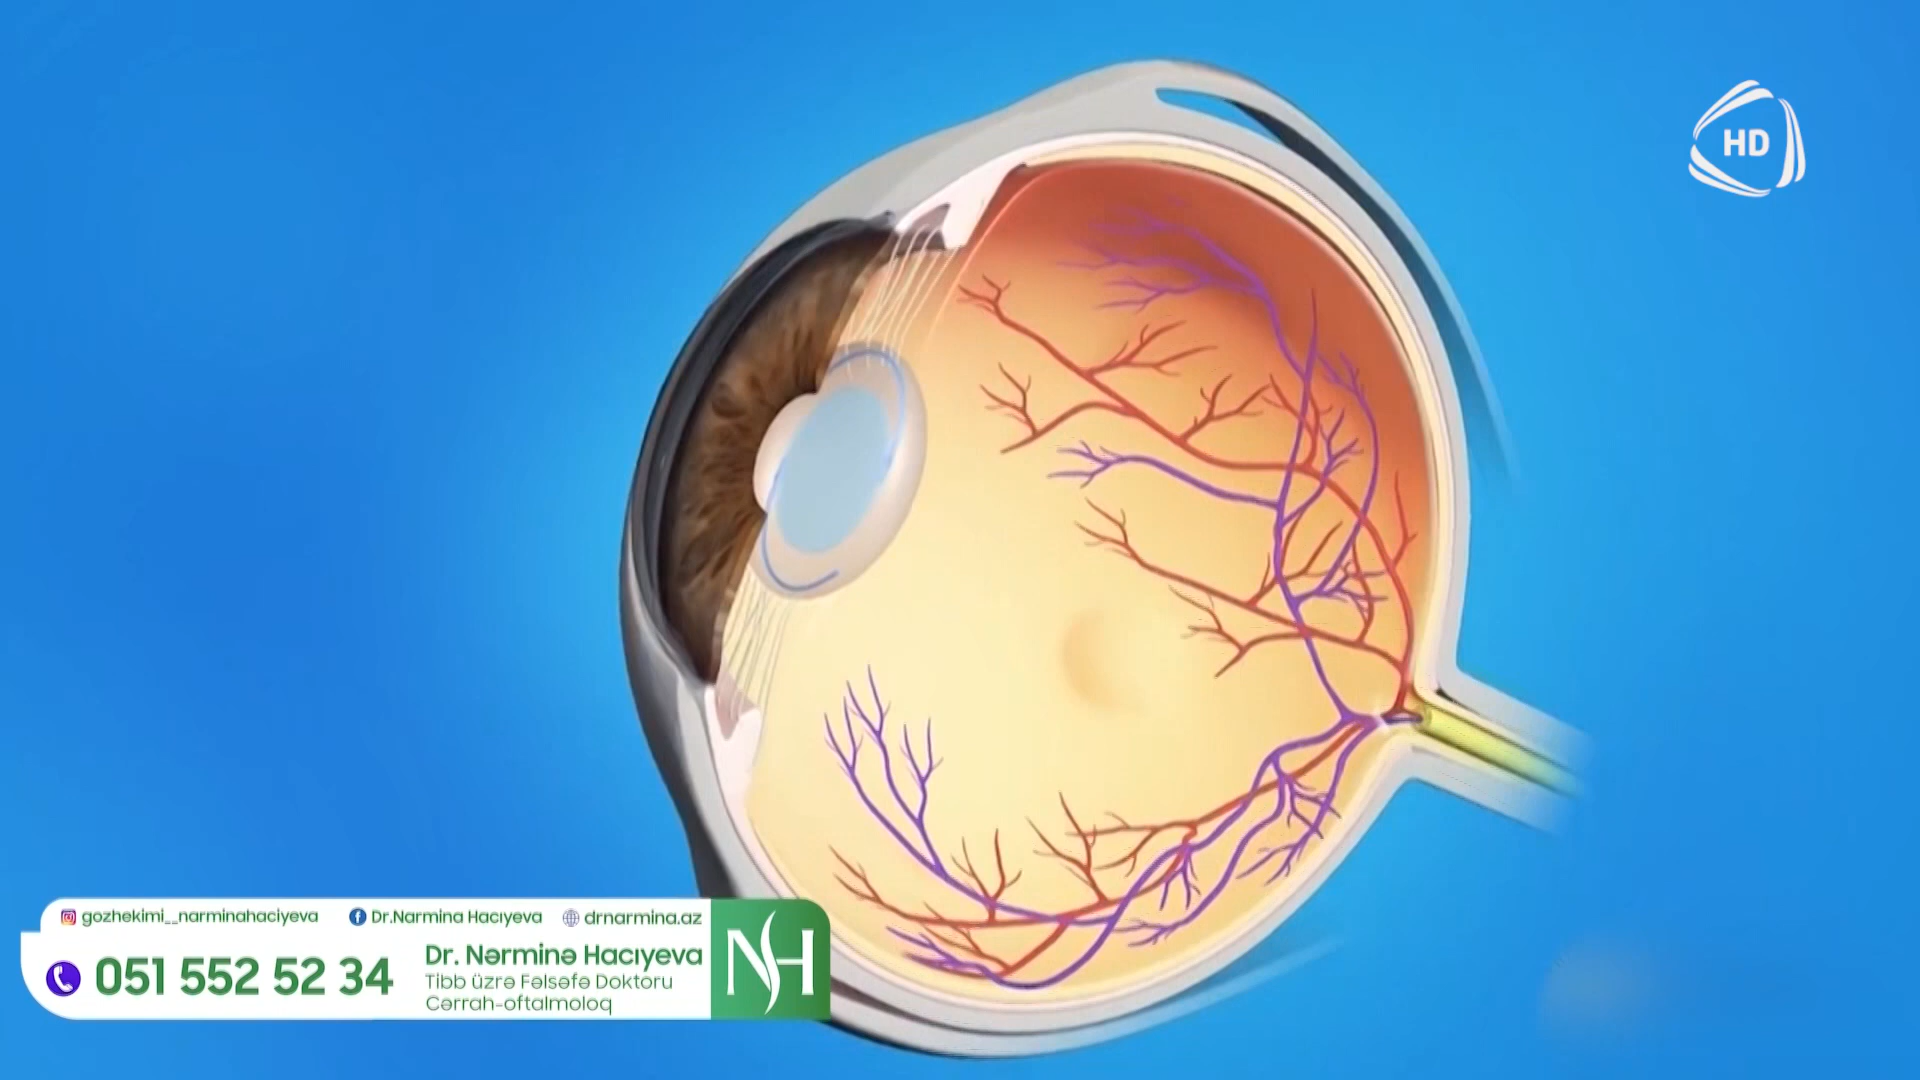 HD
gozhekimi__narminahaciyeva
Dr.Narmina Hacıyeva
drnarmina.az
051 552 52 34
Dr. Nərminə Hacıyeva
Tibb üzrə Fəlsəfə Doktoru
Cərrah-oftalmoloq
NH